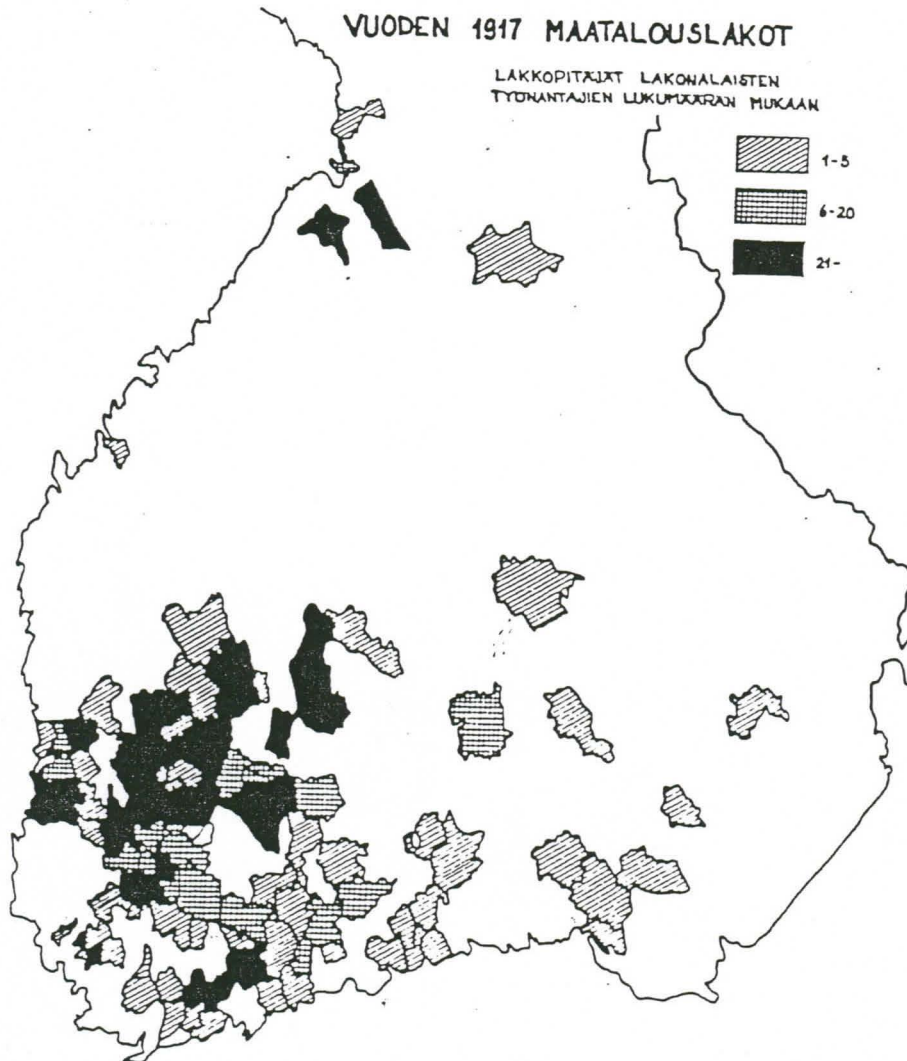 VUODEN 1917 MAATALOUSLAKOT
LAKKOPITÄJÄT LAKONALAISTEN
TYÖNANTAJIEN LUKUMÄÄRÄN MUKAAN
1-5
6-20
21-